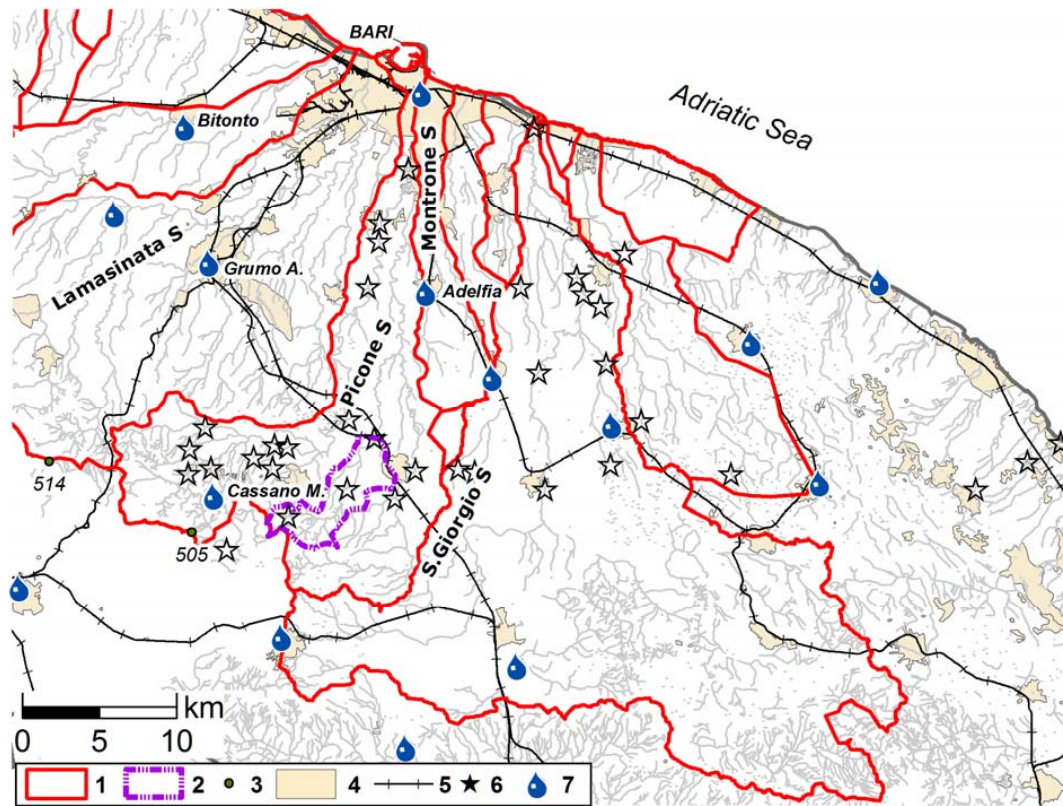 BARI
Adriatic Sea
Bitonto
Montrone S
Lamasinata S
Grumo A.
Adelfia
Picone S
514
Cassano M.
S.Giorgio S
505
km
0 5 10
1 2 3 4 5 6 7